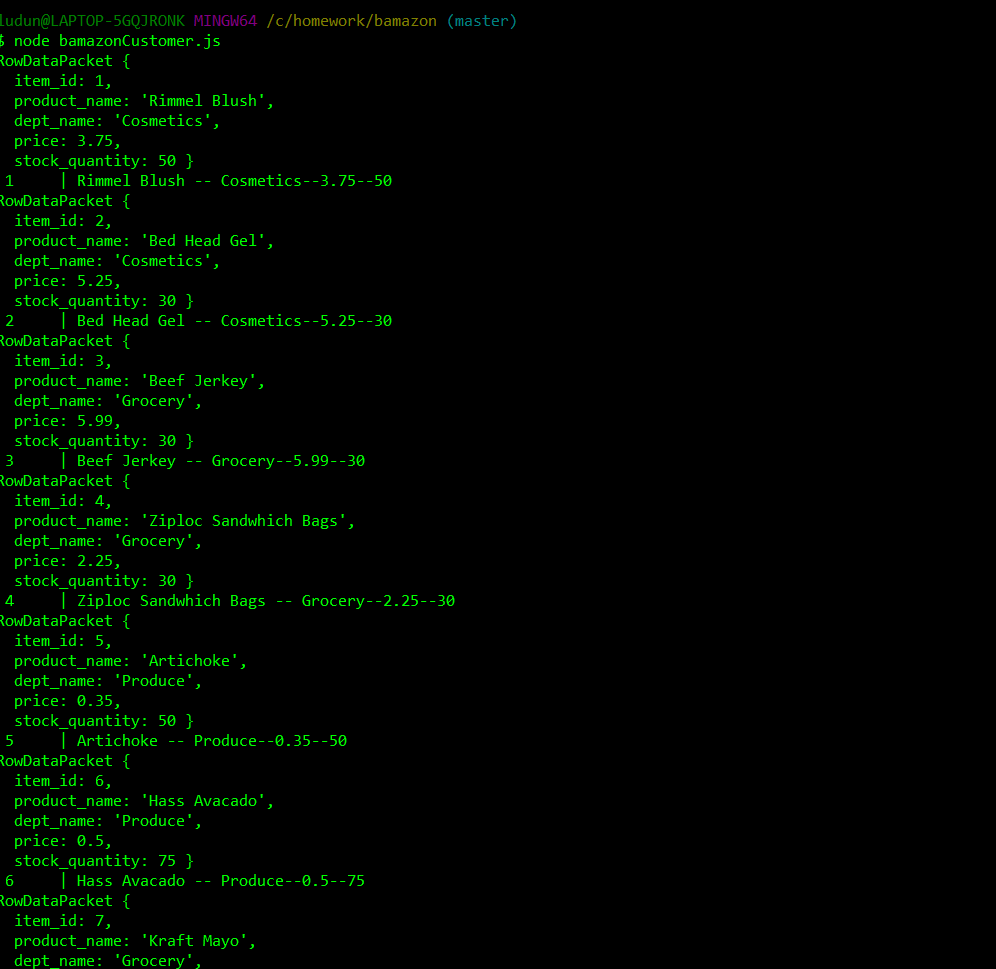 ludun@LAPTOP-5GQJRONK MINGW64 /c/homework/bamazon (master)
$ node bamazonCustomer.js
RowDataPacket {
  item_id: 1,
  product_name: 'Rimmel Blush',
  dept_name: 'Cosmetics',
  price: 3.75,
  stock_quantity: 50 }
1     | Rimmel Blush -- Cosmetics--3.75--50
RowDataPacket {
  item_id: 2,
  product_name: 'Bed Head Gel',
  dept_name: 'Cosmetics',
  price: 5.25,
  stock_quantity: 30 }
2     | Bed Head Gel -- Cosmetics--5.25--30
RowDataPacket {
  item_id: 3,
  product_name: 'Beef Jerkey',
  dept_name: 'Grocery',
  price: 5.99,
  stock_quantity: 30 }
3     | Beef Jerkey -- Grocery--5.99--30
RowDataPacket {
  item_id: 4,
  product_name: 'Ziploc Sandwhich Bags',
  dept_name: 'Grocery',
  price: 2.25,
  stock_quantity: 30 }
4     | Ziploc Sandwhich Bags -- Grocery--2.25--30
RowDataPacket {
  item_id: 5,
  product_name: 'Artichoke',
  dept_name: 'Produce',
  price: 0.35,
  stock_quantity: 50 }
5     | Artichoke -- Produce--0.35--50
RowDataPacket {
  item_id: 6,
  product_name: 'Hass Avacado',
  dept_name: 'Produce',
  price: 0.5,
  stock_quantity: 75 }
6     | Hass Avacado -- Produce--0.5--75
RowDataPacket {
  item_id: 7,
  product_name: 'Kraft Mayo',
  dept_name: 'Grocery',